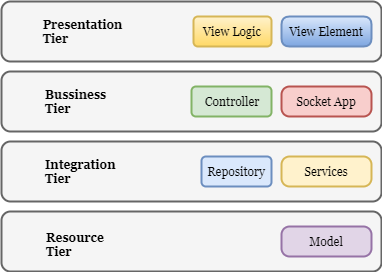 Presentation
Tier
View Logic
View Element
Bussiness
Tier
Controller
Socket App
Integration
Tier
Repository
Services
Resource
Tier
Model